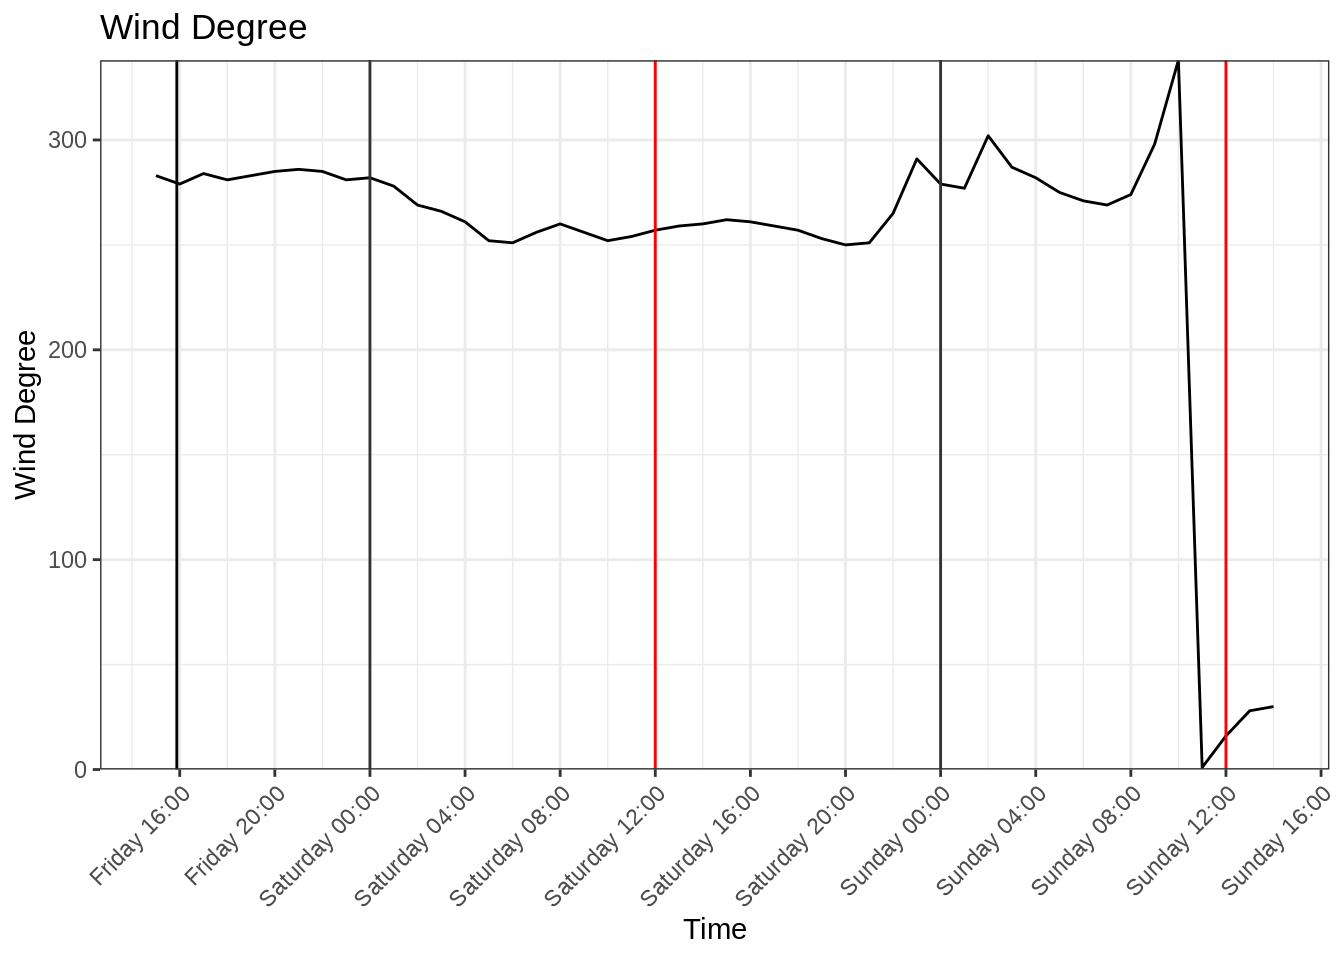 Wind Degree
Wind Degree
300
200
100
0
Friday 16:00
Friday 20:00
Saturday 00:00
Saturday 04:00
Saturday 08:00
Saturday 12:00
Saturday 16:00
Saturday 20:00
Sunday 00:00
Sunday 04:00
Sunday 08:00
Sunday 12:00
Sunday 16:00
Time